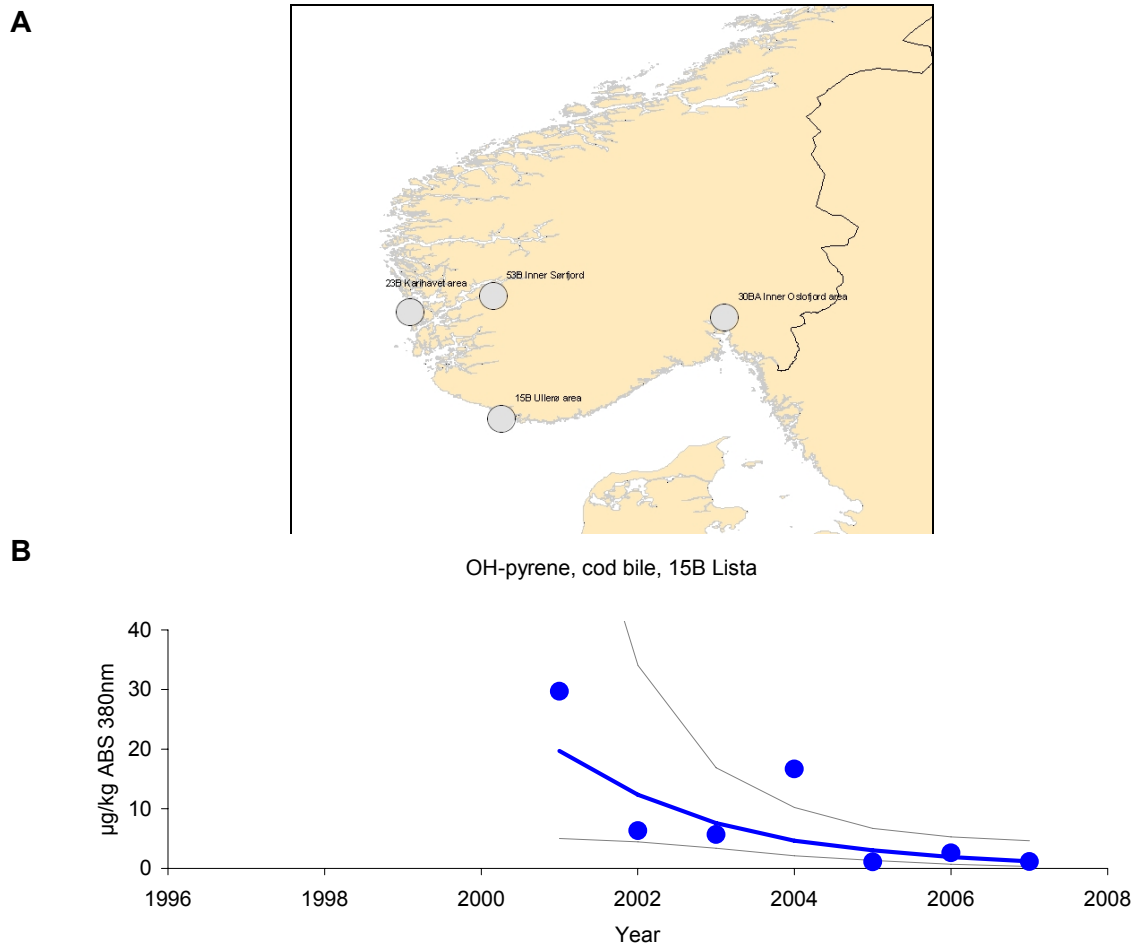 A
53B Inner Sørfjord
23B Karihavet area
30BA Inner Oslofjord area
15B Ullerø area
B
OH-pyrene, cod bile, 15B Lista
40
30
20
10
0
µg/kg ABS 380nm
1996 1998 2000 2002 2004 2006 2008
Year